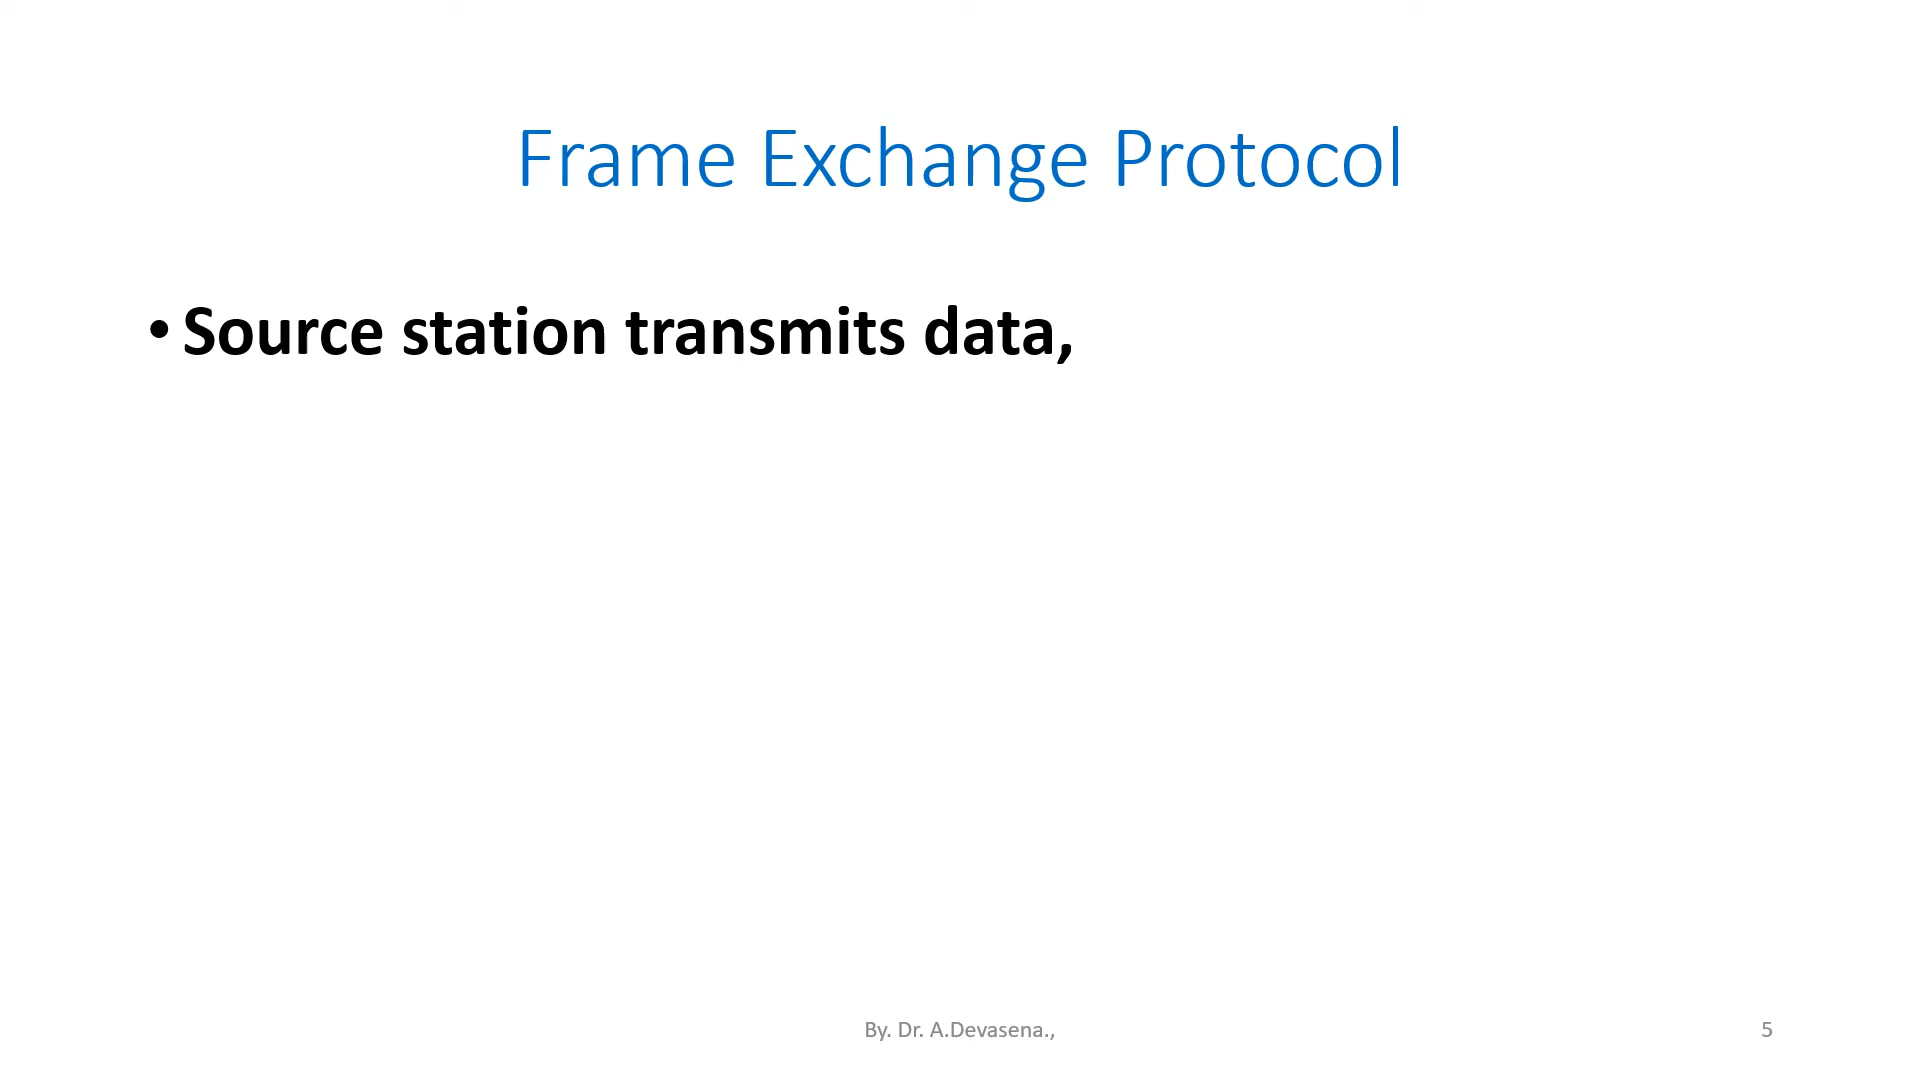 Frame Exchange Protocol
• Source station transmits data,
By. Dr. A.Devasena.,
5